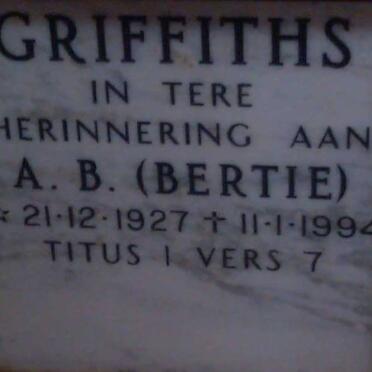 GRIFFITHS
IN TERE
HERINNERING AAN
A. B. (BERTIE)
* 21·12·1927 ✝ 11·1·1994
TITUS 1 VERS 7